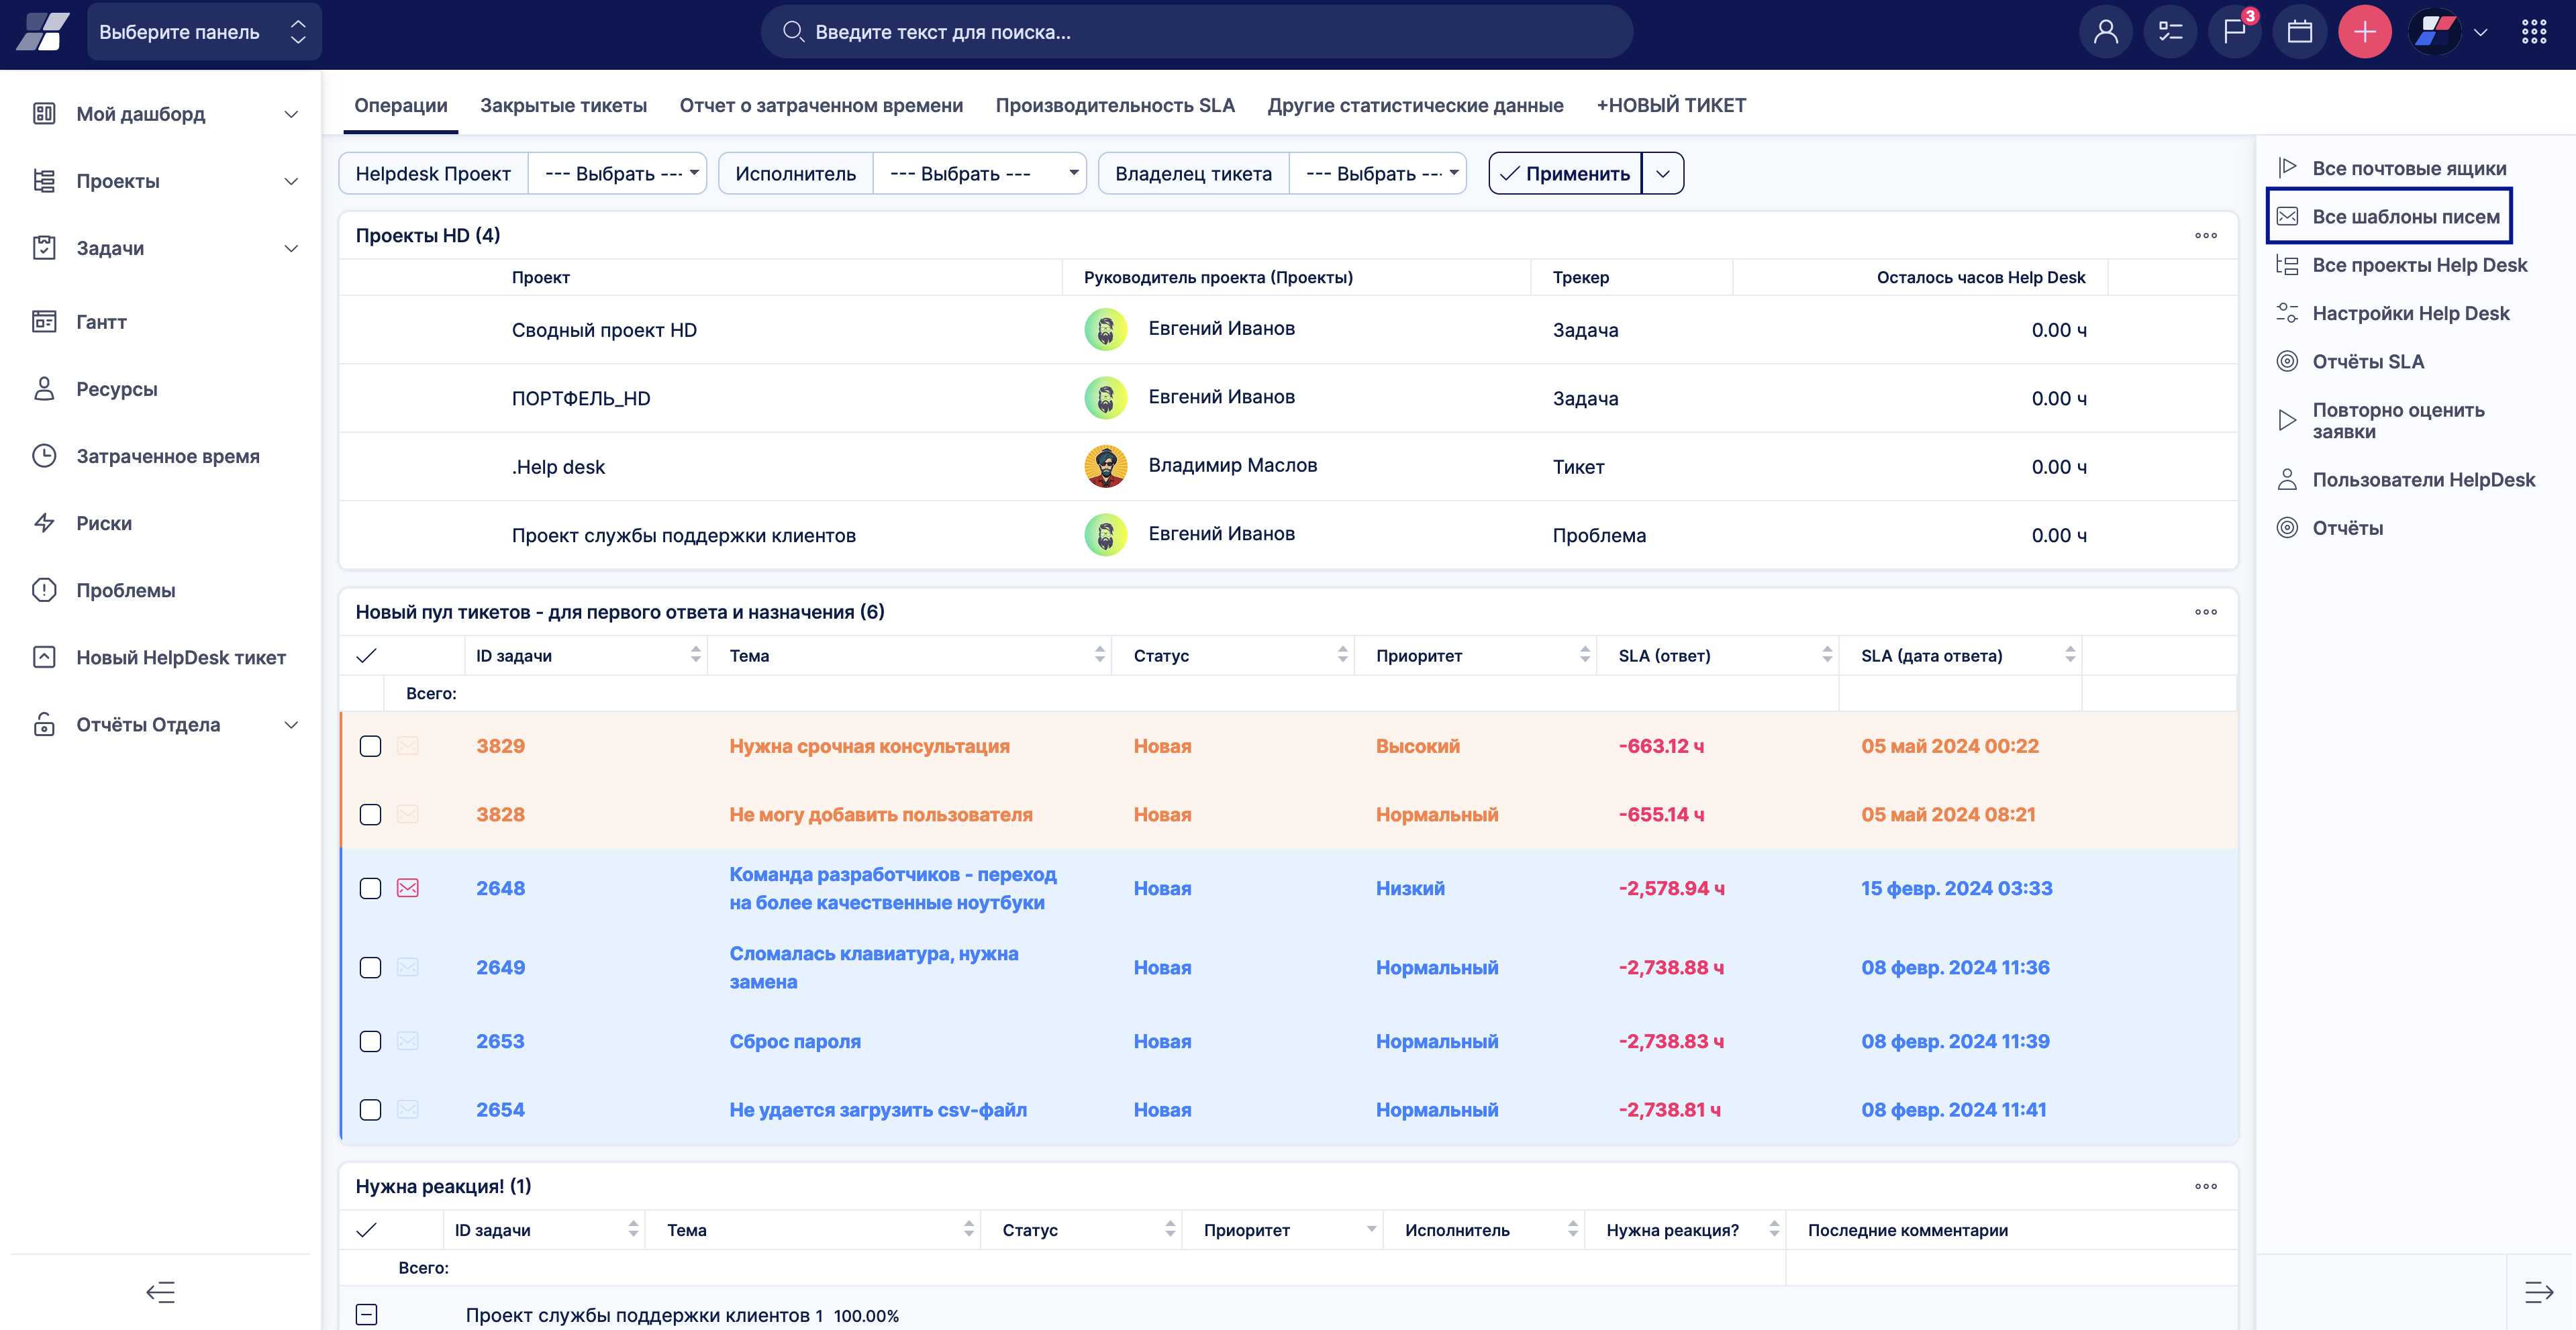 Выберите панель
Введите текст для поиска...
3
Мой дашборд
Проекты
Задачи
Гантт
Ресурсы
Затраченное время
Риски
Проблемы
Новый HelpDesk тикет
Отчёты Отдела
Операции Закрытые тикеты Отчет о затраченном времени Производительность SLA Другие статистические данные +НОВЫЙ ТИКЕТ
Helpdesk Проект --- Выбрать --- Исполнитель --- Выбрать --- Владелец тикета --- Выбрать --- Применить
Проекты HD (4)
Проект Руководитель проекта (Проекты) Трекер Осталось часов Help Desk
Сводный проект HD Евгений Иванов Задача 0.00 ч
ПОРТФЕЛЬ_HD Евгений Иванов Задача 0.00 ч
.Help desk Владимир Маслов Тикет 0.00 ч
Проект службы поддержки клиентов Евгений Иванов Проблема 0.00 ч
Новый пул тикетов - для первого ответа и назначения (6)
ID задачи Тема Статус Приоритет SLA (ответ) SLA (дата ответа)
Всего:
3829 Нужна срочная консультация Новая Высокий -663.12 ч 05 май 2024 00:22
3828 Не могу добавить пользователя Новая Нормальный -655.14 ч 05 май 2024 08:21
2648 Команда разработчиков - переход на более качественные ноутбуки Новая Низкий -2,578.94 ч 15 февр. 2024 03:33
2649 Сломалась клавиатура, нужна замена Новая Нормальный -2,738.88 ч 08 февр. 2024 11:36
2653 Сброс пароля Новая Нормальный -2,738.83 ч 08 февр. 2024 11:39
2654 Не удается загрузить csv-файл Новая Нормальный -2,738.81 ч 08 февр. 2024 11:41
Нужна реакция! (1)
ID задачи Тема Статус Приоритет Исполнитель Нужна реакция? Последние комментарии
Всего:
Проект службы поддержки клиентов 1 100.00%
Все почтовые ящики
Все шаблоны писем
Все проекты Help Desk
Настройки Help Desk
Отчёты SLA
Повторно оценить
заявки
Пользователи HelpDesk
Отчёты